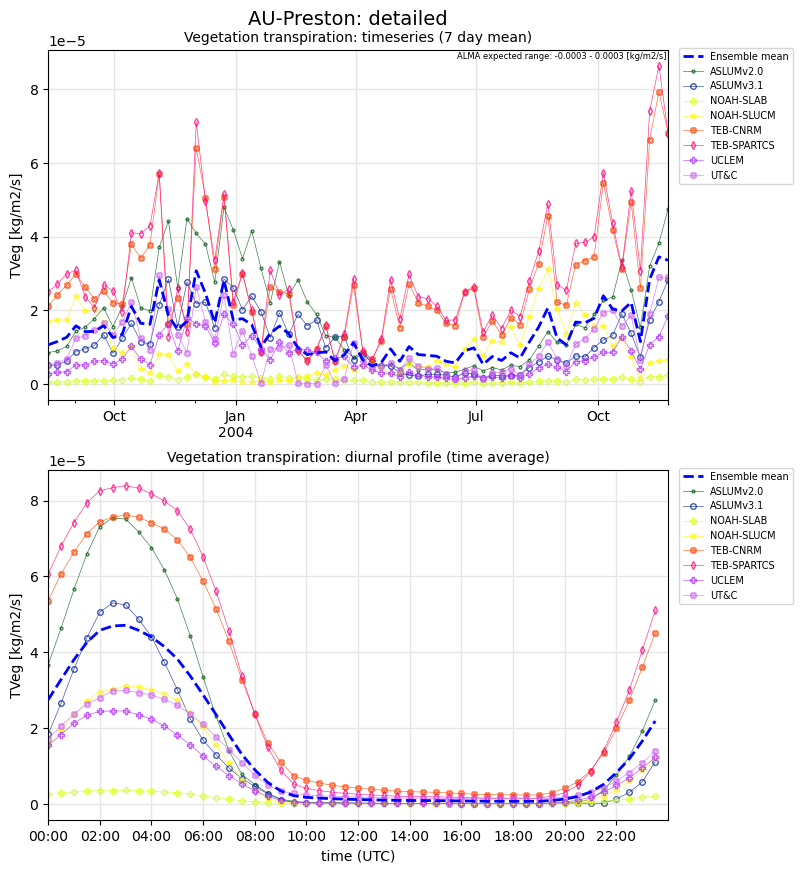 AU-Preston: detailed
Vegetation transpiration: timeseries (7 day mean)
1e−5
ALMA expected range: -0.0003 - 0.0003 [kg/m2/s]
8
6
4
2
0
TVeg [kg/m2/s]
Oct
Jan
2004
Apr
Jul
Oct
Ensemble mean
ASLUMv2.0
ASLUMv3.1
NOAH-SLAB
NOAH-SLUCM
TEB-CNRM
TEB-SPARTCS
UCLEM
UT&C
Vegetation transpiration: diurnal profile (time average)
1e−5
8
6
4
2
0
TVeg [kg/m2/s]
00:00
02:00
04:00
06:00
08:00
10:00
12:00
14:00
16:00
18:00
20:00
22:00
time (UTC)
Ensemble mean
ASLUMv2.0
ASLUMv3.1
NOAH-SLAB
NOAH-SLUCM
TEB-CNRM
TEB-SPARTCS
UCLEM
UT&C